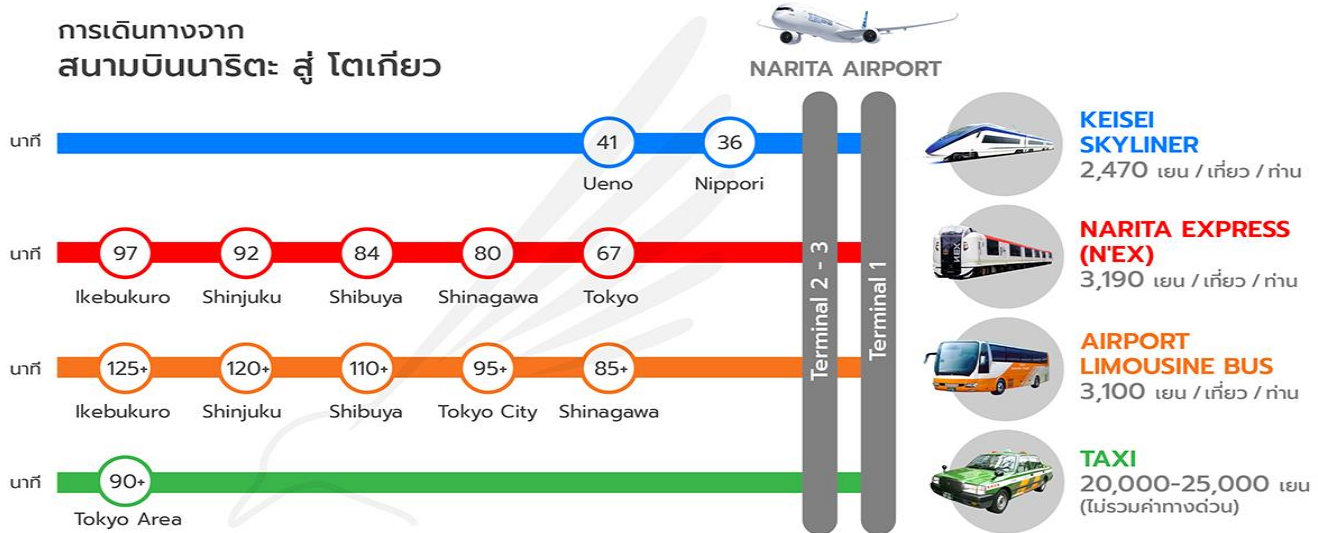 การเดินทางจาก
สนามบินนาริตะ สู่ โตเกียว
NARITA AIRPORT
Terminal 2 - 3
Terminal 1
นาที
41
36
Ueno
Nippori
KEISEI
SKYLINER
2,470 เยน / เที่ยว / ท่าน
นาที
97
92
84
80
67
Ikebukuro
Shinjuku
Shibuya
Shinagawa
Tokyo
NARITA EXPRESS
(N'EX)
3,190 เยน / เที่ยว / ท่าน
นาที
125+
120+
110+
95+
85+
Ikebukuro
Shinjuku
Shibuya
Tokyo City
Shinagawa
AIRPORT
LIMOUSINE BUS
3,100 เยน / เที่ยว / ท่าน
นาที
90+
Tokyo Area
TAXI
20,000-25,000 เยน
(ไม่รวมค่าทางด่วน)